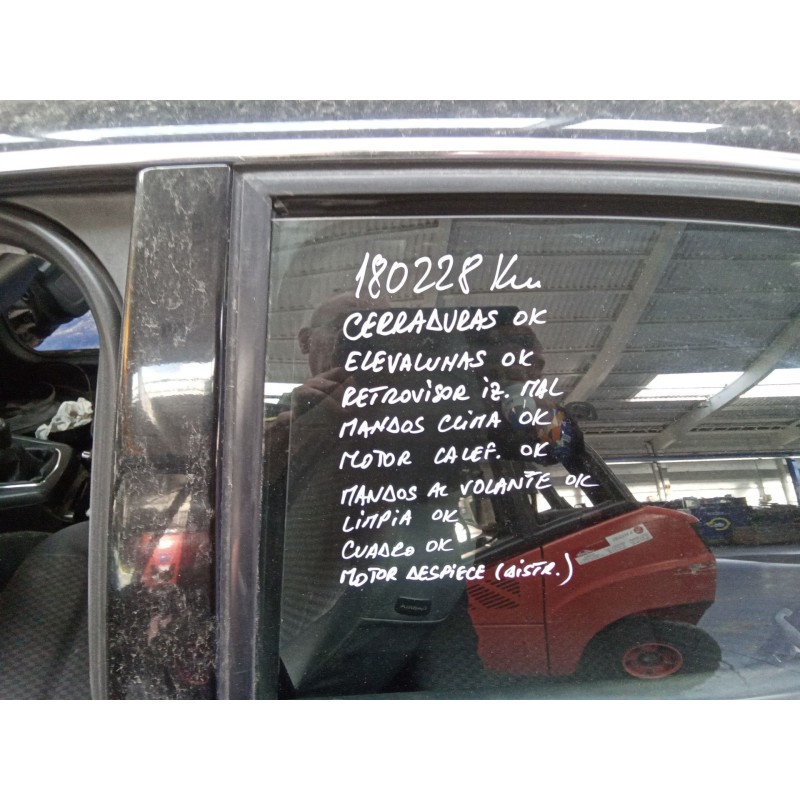 180228 Km
CERRADURAS OK
ELEVALUNAS OK
RETROVISOR iZ. MAL
MANDOS CLIMA OK
MOTOR CALEF. OK
MANDOS AL VOLANTE OK
LIMPIA OK
CUADRO OK
MOTOR DESPIECE (DISTR.)